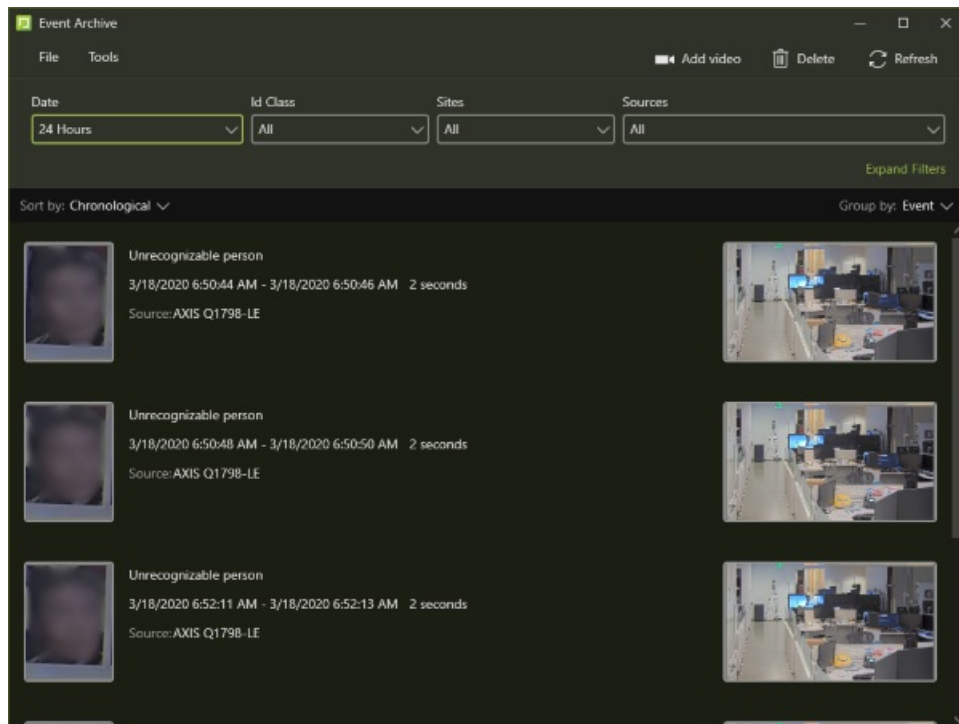 Event Archive
File Tools Add video Delete Refresh
Date Id Class Sites Sources
24 Hours All All All
Expand Filters
Sort by: Chronological Group by: Event
Unrecognizable person
3/18/2020 6:50:44 AM - 3/18/2020 6:50:46 AM 2 seconds
Source:AXIS Q1798-LE
Unrecognizable person
3/18/2020 6:50:48 AM - 3/18/2020 6:50:50 AM 2 seconds
Source:AXIS Q1798-LE
Unrecognizable person
3/18/2020 6:52:11 AM - 3/18/2020 6:52:13 AM 2 seconds
Source:AXIS Q1798-LE